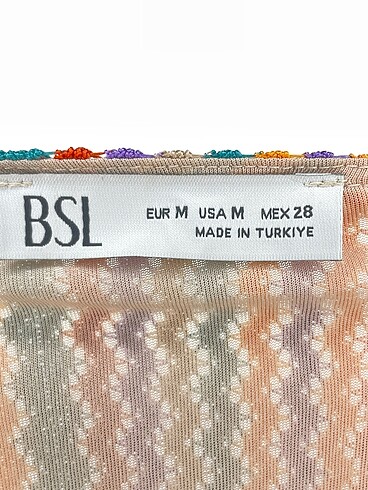 BSL
EUR M USA M MEX 28
MADE IN TURKIYE